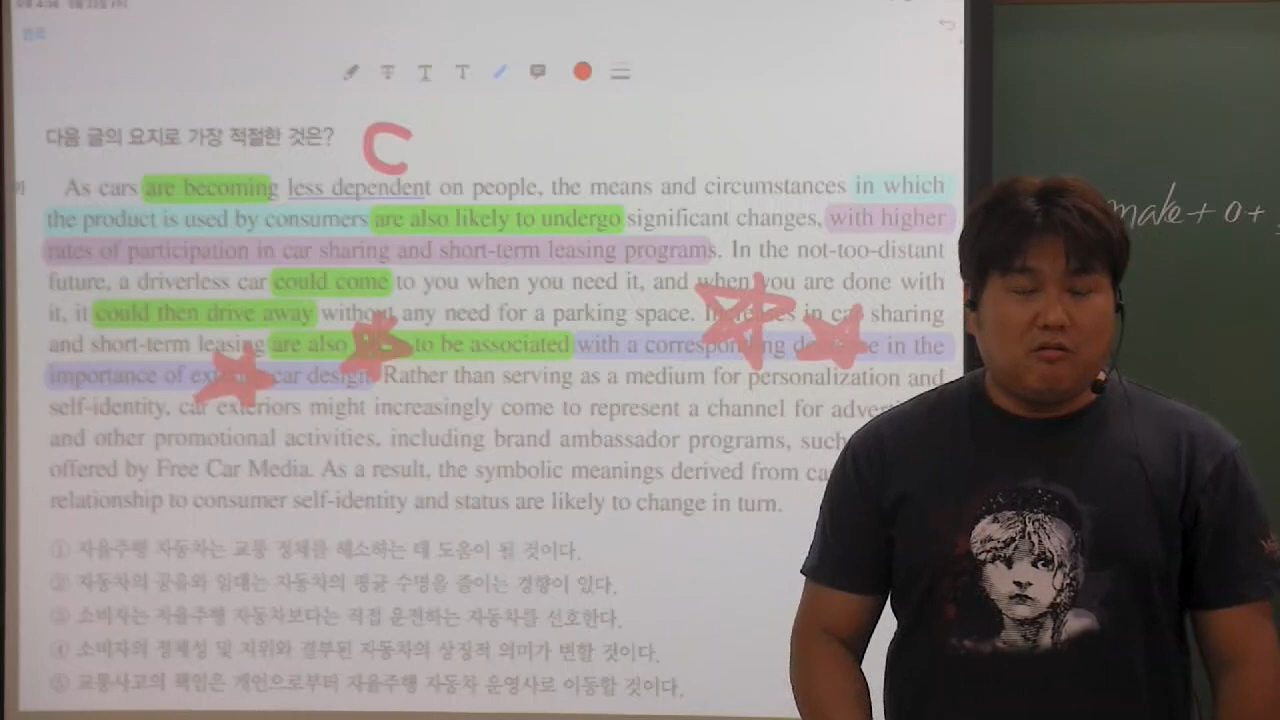 완료
다음 글의 요지로 가장 적절한 것은?
C
As cars are becoming less dependent on people, the means and circumstances in which
the product is used by consumers are also likely to undergo significant changes, with higher
rates of participation in car sharing and short-term leasing programs. In the not-too-distant
future, a driverless car could come to you when you need it, and when you are done with
it, it could then drive away without any need for a parking space. in car sharing
and short-term leasing are also to be associated with a in the
importance of car design. Rather than serving as a medium for personalization and
self-identity, car exteriors might increasingly come to represent a channel for
and other promotional activities, including brand ambassador programs, such
offered by Free Car Media. As a result, the symbolic meanings derived from
relationship to consumer self-identity and status are likely to change in turn.
① 자율주행 자동차는 교통 정체를 해소하는 데 도움이 될 것이다.
② 자동차의 공유와 임대는 자동차의 평균 수명을 줄이는 경향이 있다.
③ 소비자는 자율주행 자동차보다는 직접 운전하는 자동차를 선호한다.
④ 소비자의 정체성 및 지위와 결부된 자동차의 상징적 의미가 변할 것이다.
⑤ 교통사고의 책임은 개인으로부터 자율주행 자동차 운영사로 이동할 것이다.
make + o +